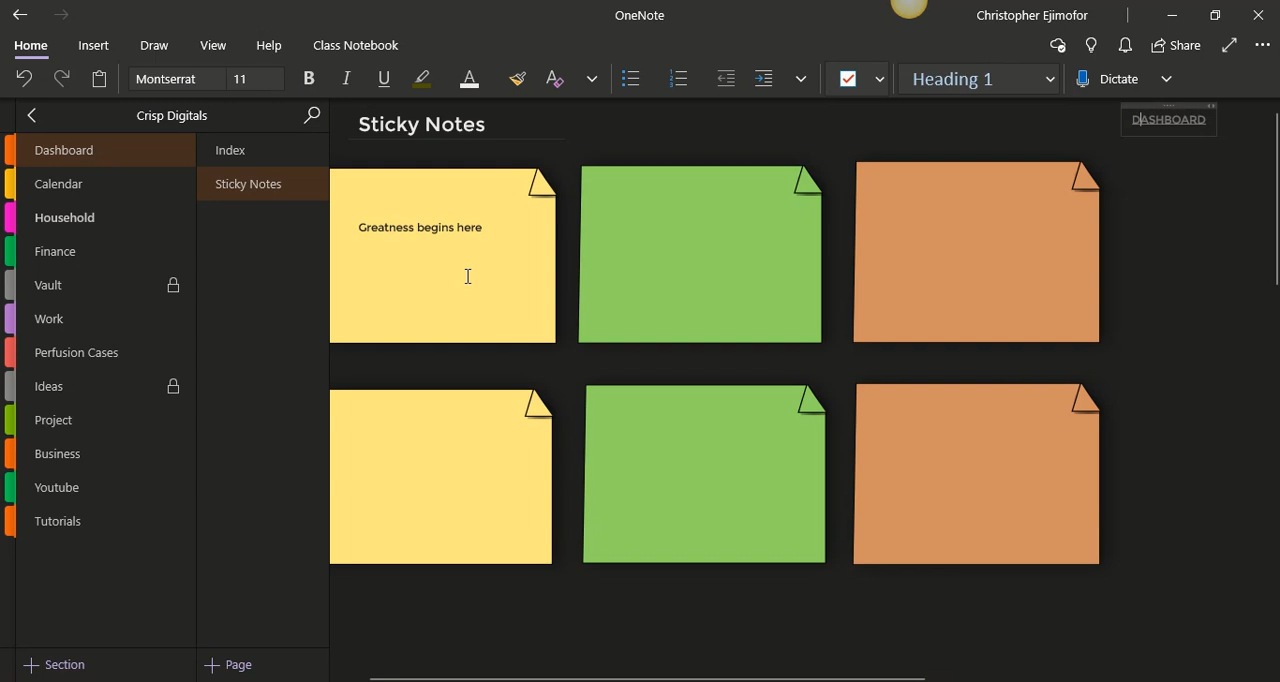 OneNote
Christopher Ejimofor
Home
Insert
Draw
View
Help
Class Notebook
Share
Montserrat
11
B
I
U
A
A
Heading 1
Dictate
Crisp Digitals
Dashboard
Calendar
Household
Finance
Vault
Work
Perfusion Cases
Ideas
Project
Business
Youtube
Tutorials
Section
Index
Sticky Notes
Page
Sticky Notes
DASHBOARD
Greatness begins here